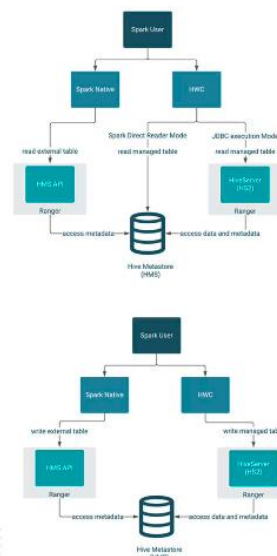 Spark User
Spark Native
HWC
Spark Direct Reader Mode
JDBC execution Mode
read external table
read managed table
read managed table
HMS API
HiveServer
(HS2)
Ranger
Ranger
access metadata
access data and metadata
Hive Metastore
(HMS)
Spark User
Spark Native
HWC
write external table
write managed tab
HMS API
HiveServer
(HS2)
Ranger
Ranger
access metadata
access data and metadata
Hive Metastore